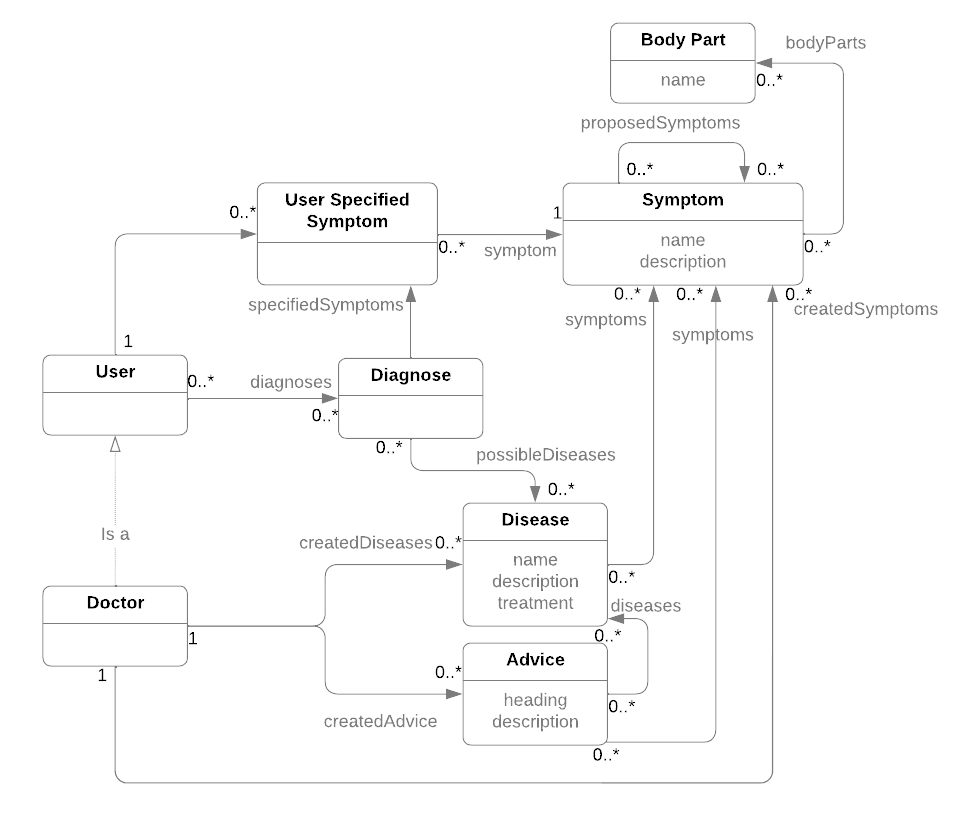 Body Part
bodyParts
name
0..*
proposedSymptoms
0..*
0..*
User Specified
Symptom
Symptom
0..*
1
name
description
0..*
symptom
0..*
specifiedSymptoms
0..*
0..*
0..*
createdSymptoms
symptoms
symptoms
1
User
Diagnose
0..*
diagnoses
0..*
0..*
possibleDiseases
0..*
Disease
Is a
createdDiseases
0..*
name
description
treatment
0..*
Doctor
diseases
1
0..*
1
Advice
0..*
heading
description
0..*
createdAdvice
0..*